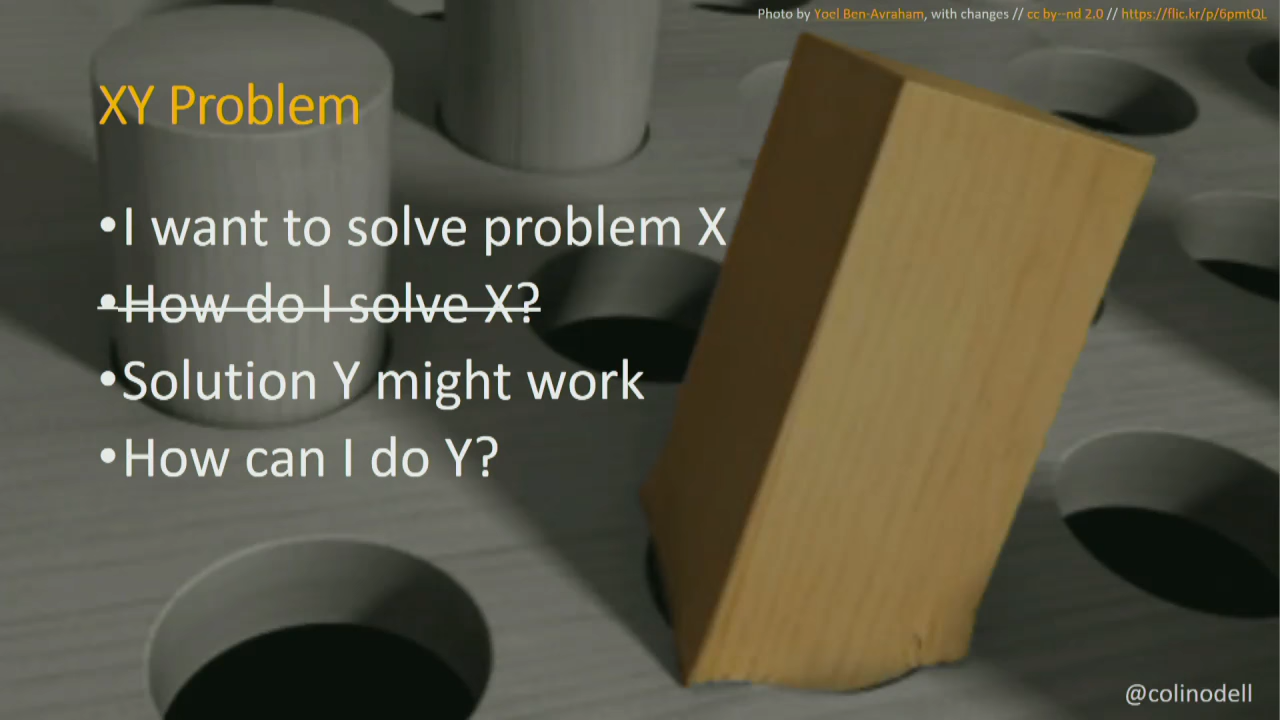 Photo by Yoel Ben-Avraham, with changes // cc by--nd 2.0 // https://flic.kr/p/6pmtQL
XY Problem
•I want to solve problem X
•How do I solve X?
•Solution Y might work
•How can I do Y?
@colinodell